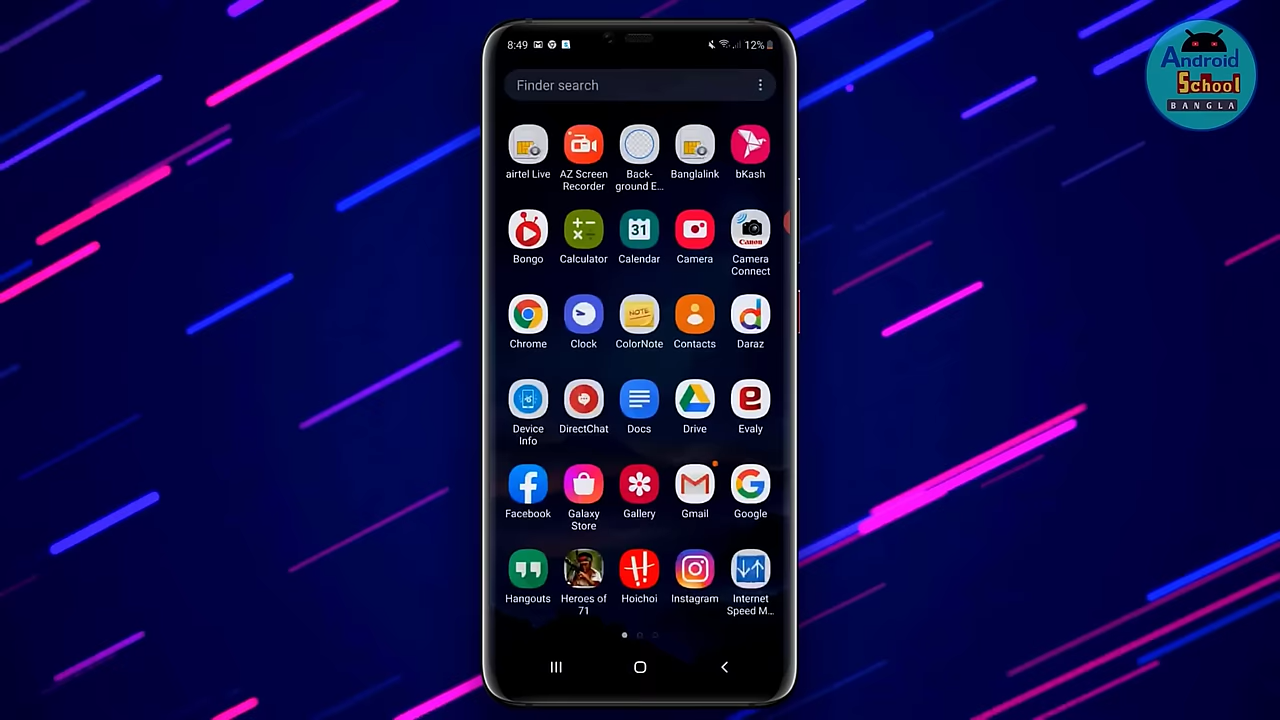 8:49
12%
Android
School
BANGLA
Finder search
airtel Live
AZ Screen
Recorder
Back-
ground E...
Banglalink
bKash
Bongo
Calculator
31
Calendar
Camera
Canon
Camera
Connect
Chrome
Clock
NOTE
ColorNote
Contacts
Daraz
Device
Info
DirectChat
Docs
Drive
Evaly
Facebook
Galaxy
Store
Gallery
Gmail
Google
Hangouts
Heroes of
71
Hoichoi
Instagram
Internet
Speed M...